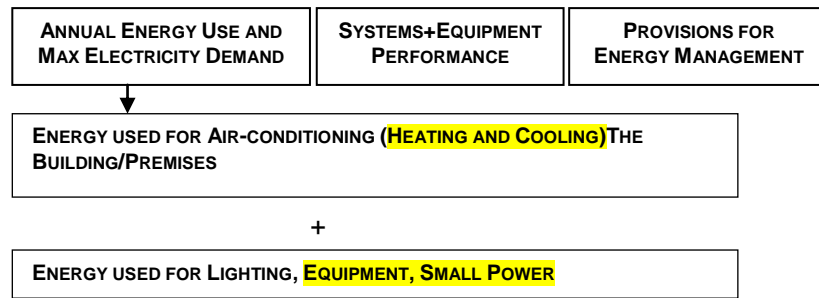 ANNUAL ENERGY USE AND
MAX ELECTRICITY DEMAND
SYSTEMS+EQUIPMENT
PERFORMANCE
PROVISIONS FOR
ENERGY MANAGEMENT
ENERGY USED FOR AIR-CONDITIONING (HEATING AND COOLING)THE
BUILDING/PREMISES
+
ENERGY USED FOR LIGHTING, EQUIPMENT, SMALL POWER